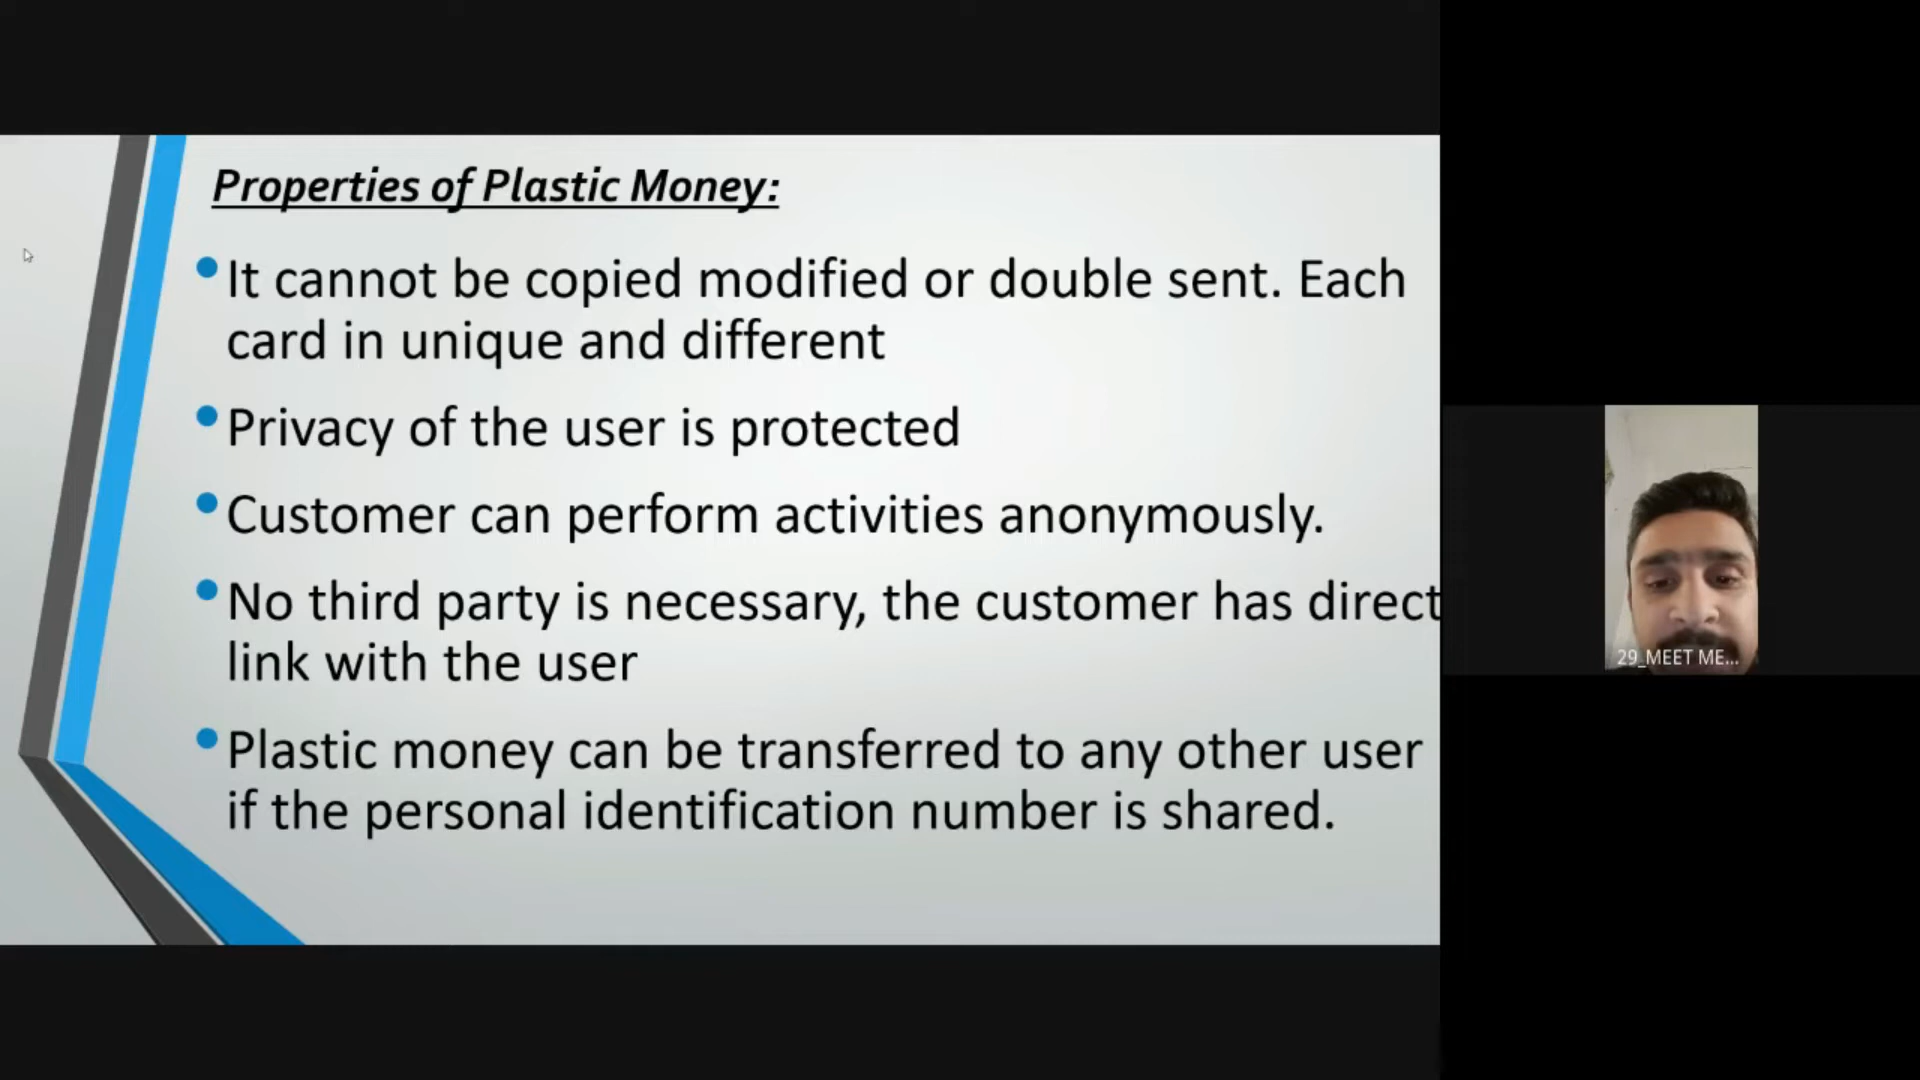 Properties of Plastic Money:
It cannot be copied modified or double sent. Each
card in unique and different
Privacy of the user is protected
Customer can perform activities anonymously.
No third party is necessary, the customer has direct
link with the user
Plastic money can be transferred to any other user
if the personal identification number is shared.
29_MEET ME...